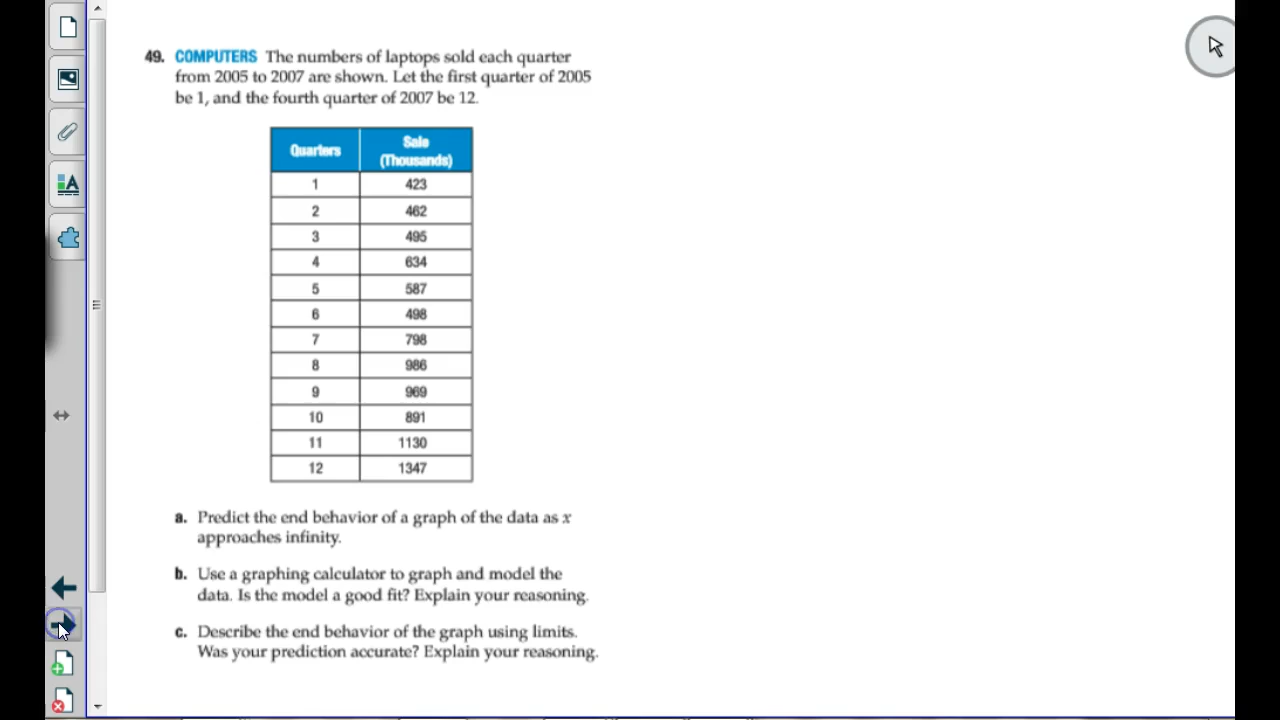 49. COMPUTERS The numbers of laptops sold each quarter
from 2005 to 2007 are shown. Let the first quarter of 2005
be 1, and the fourth quarter of 2007 be 12.
Quarters Sale
(Thousands)
1 423
2 462
3 495
4 634
5 587
6 498
7 798
8 986
9 969
10 891
11 1130
12 1347
a. Predict the end behavior of a graph of the data as x
approaches infinity.
b. Use a graphing calculator to graph and model the
data. Is the model a good fit? Explain your reasoning.
c. Describe the end behavior of the graph using limits.
Was your prediction accurate? Explain your reasoning.